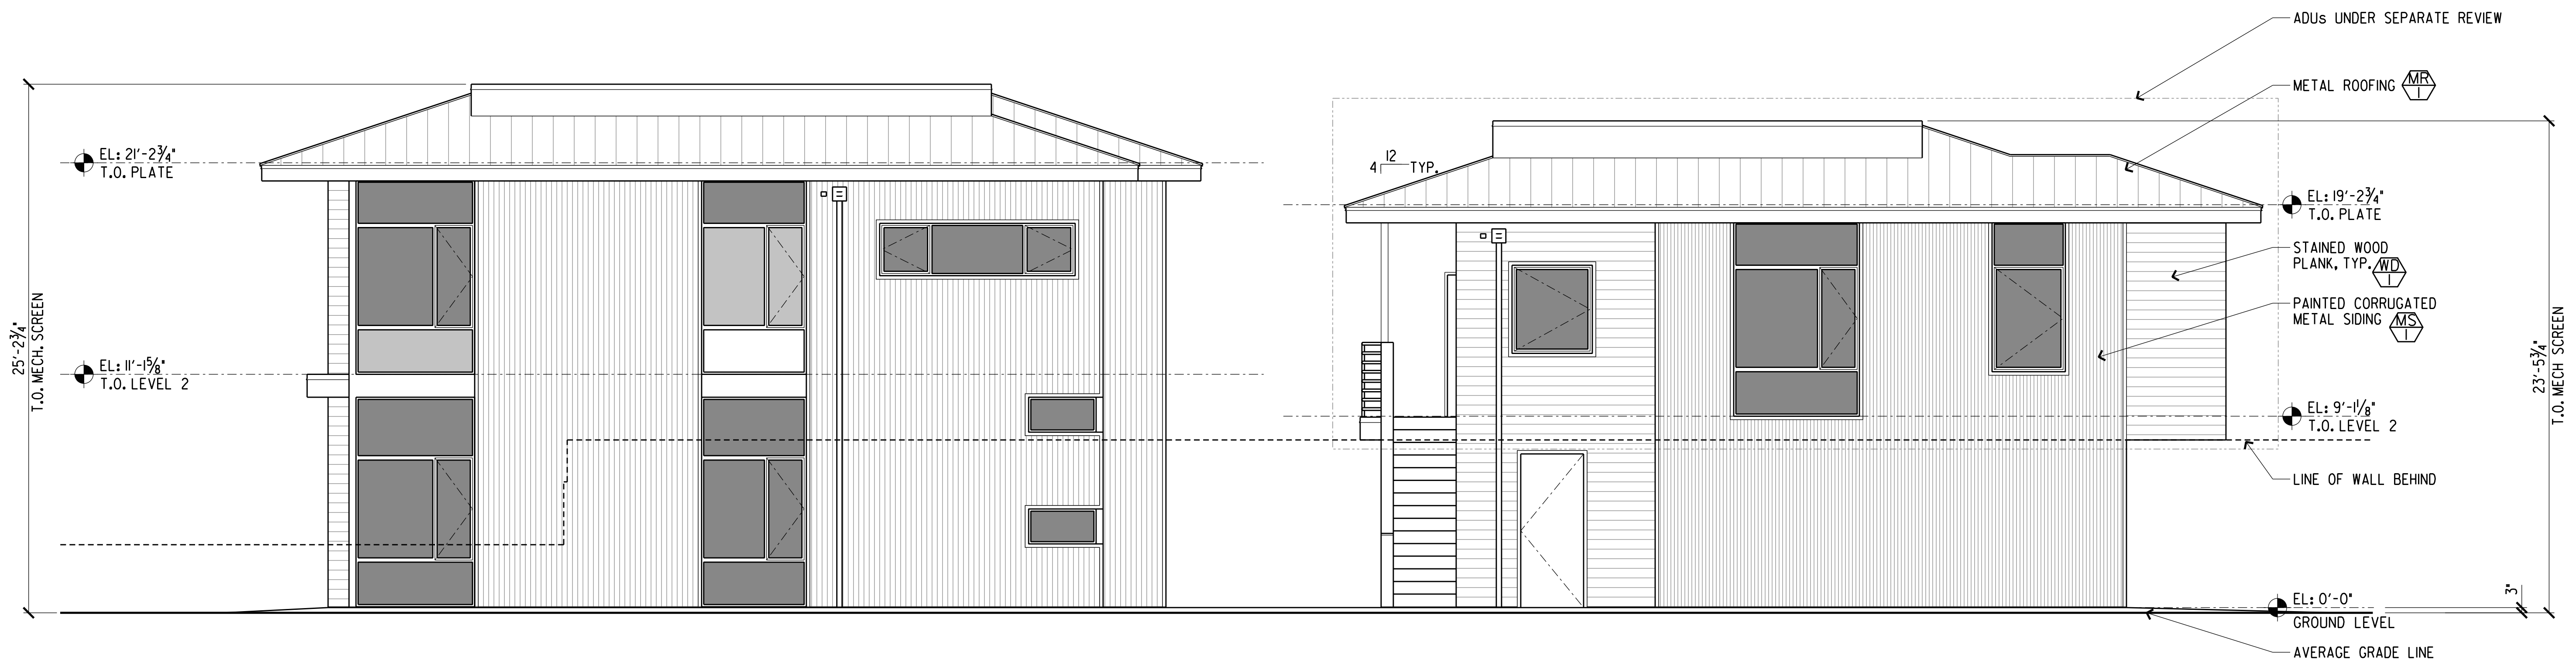 ADUs UNDER SEPARATE REVIEW
METAL ROOFING MR
1
EL: 21'-2¾"
T.O. PLATE
12
4 TYP.
EL: 19'-2¾"
T.O. PLATE
STAINED WOOD
PLANK, TYP. WD
1
PAINTED CORRUGATED
METAL SIDING MS
1
25'-2¾"
T.O. MECH. SCREEN
EL: 11'-1⅝"
T.O. LEVEL 2
23'-5¾"
T.O. MECH SCREEN
EL: 9'-1⅛"
T.O. LEVEL 2
LINE OF WALL BEHIND
3"
EL: 0'-0"
GROUND LEVEL
AVERAGE GRADE LINE